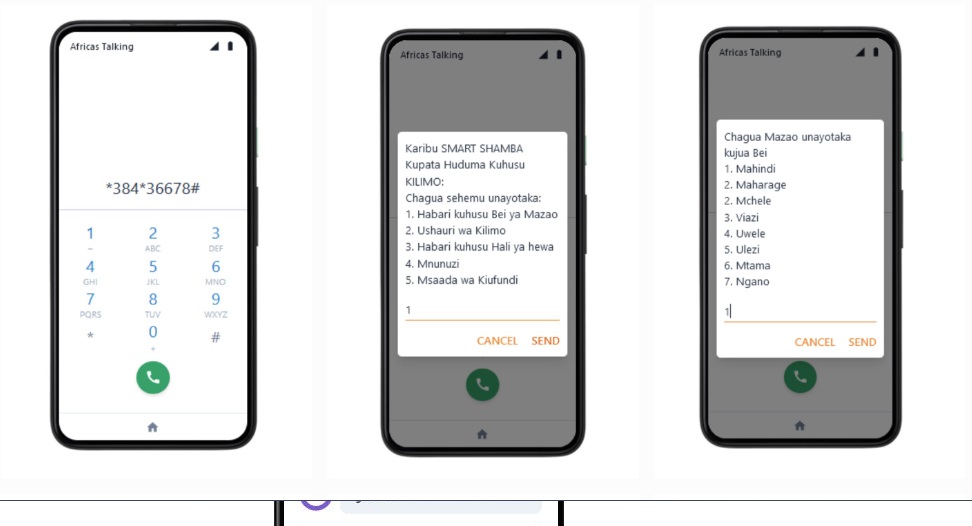 Africas Talking
*384*36678#
1 2 3
- ABC DEF
4 5 6
GHI JKL MNO
7 8 9
PQRS TUV WXYZ
* 0 #
+
Africas Talking
Karibu SMART SHAMBA
Kupata Huduma Kuhusu
KILIMO:
Chagua sehemu unayotaka:
1. Habari kuhusu Bei ya Mazao
2. Ushauri wa Kilimo
3. Habari kuhusu Hali ya hewa
4. Mnunuzi
5. Msaada wa Kiufundi
1
CANCEL SEND
Africas Talking
Chagua Mazao unayotaka
kujua Bei
1. Mahindi
2. Maharage
2. Mchele
3. Viazi
4. Uwele
5. Ulezi
6. Mtama
7. Ngano
1
CANCEL SEND